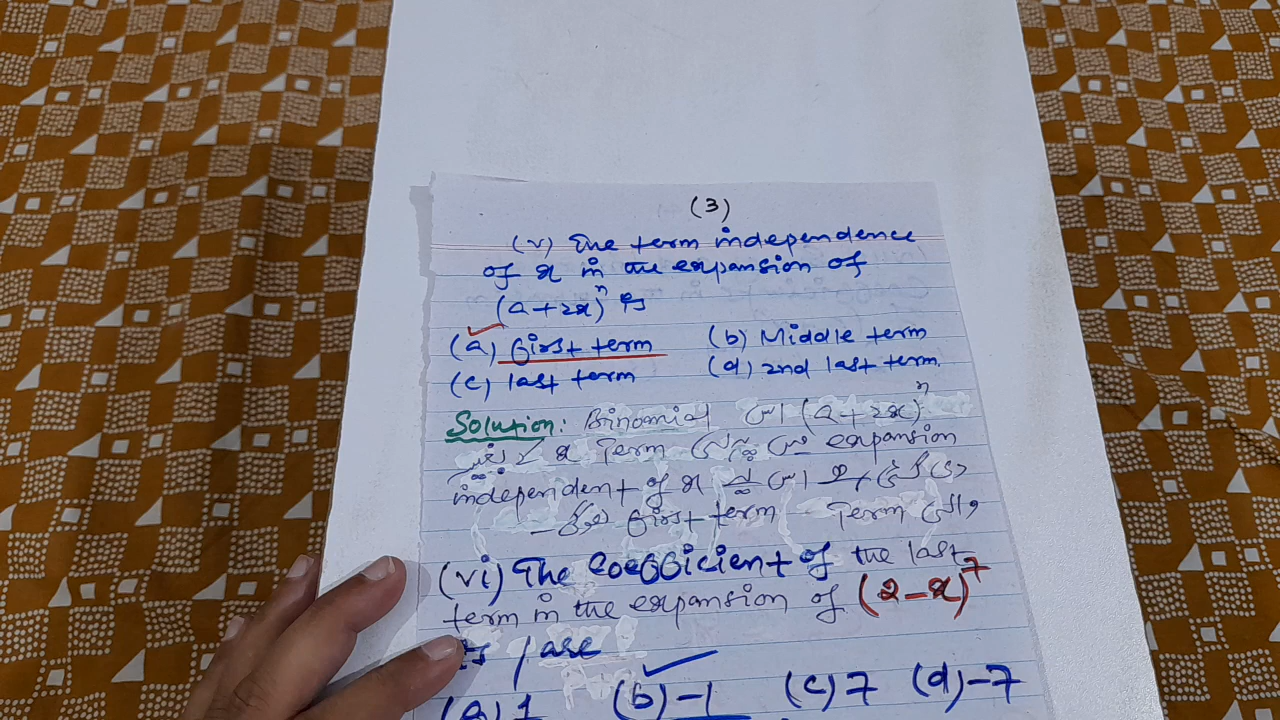 (3)
(v) The term independence
of x in the expansion of
(a+2x)ⁿ is
(a) first term (b) Middle term
(c) last term (d) 2nd last term.
Solution: Binomial کی (a+2x)ⁿ
x Term expansion
independent of x
first term Term
(vi) The coefficient of the last
term in the expansion of (2-x)⁷
is/are
(a) 1 (b) -1 (c) 7 (d) -7